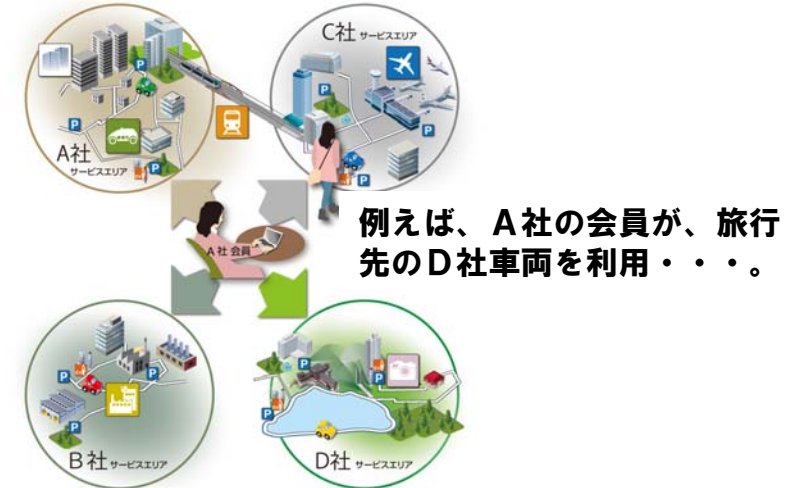 C社 サービスエリア
P
P
P
P
P
A社
サービスエリア
P
P
A社 会員
例えば、A社の会員が、旅行
先のD社車両を利用・・・。
P
P
P
P
P
P
P
B社 サービスエリア
D社 サービスエリア